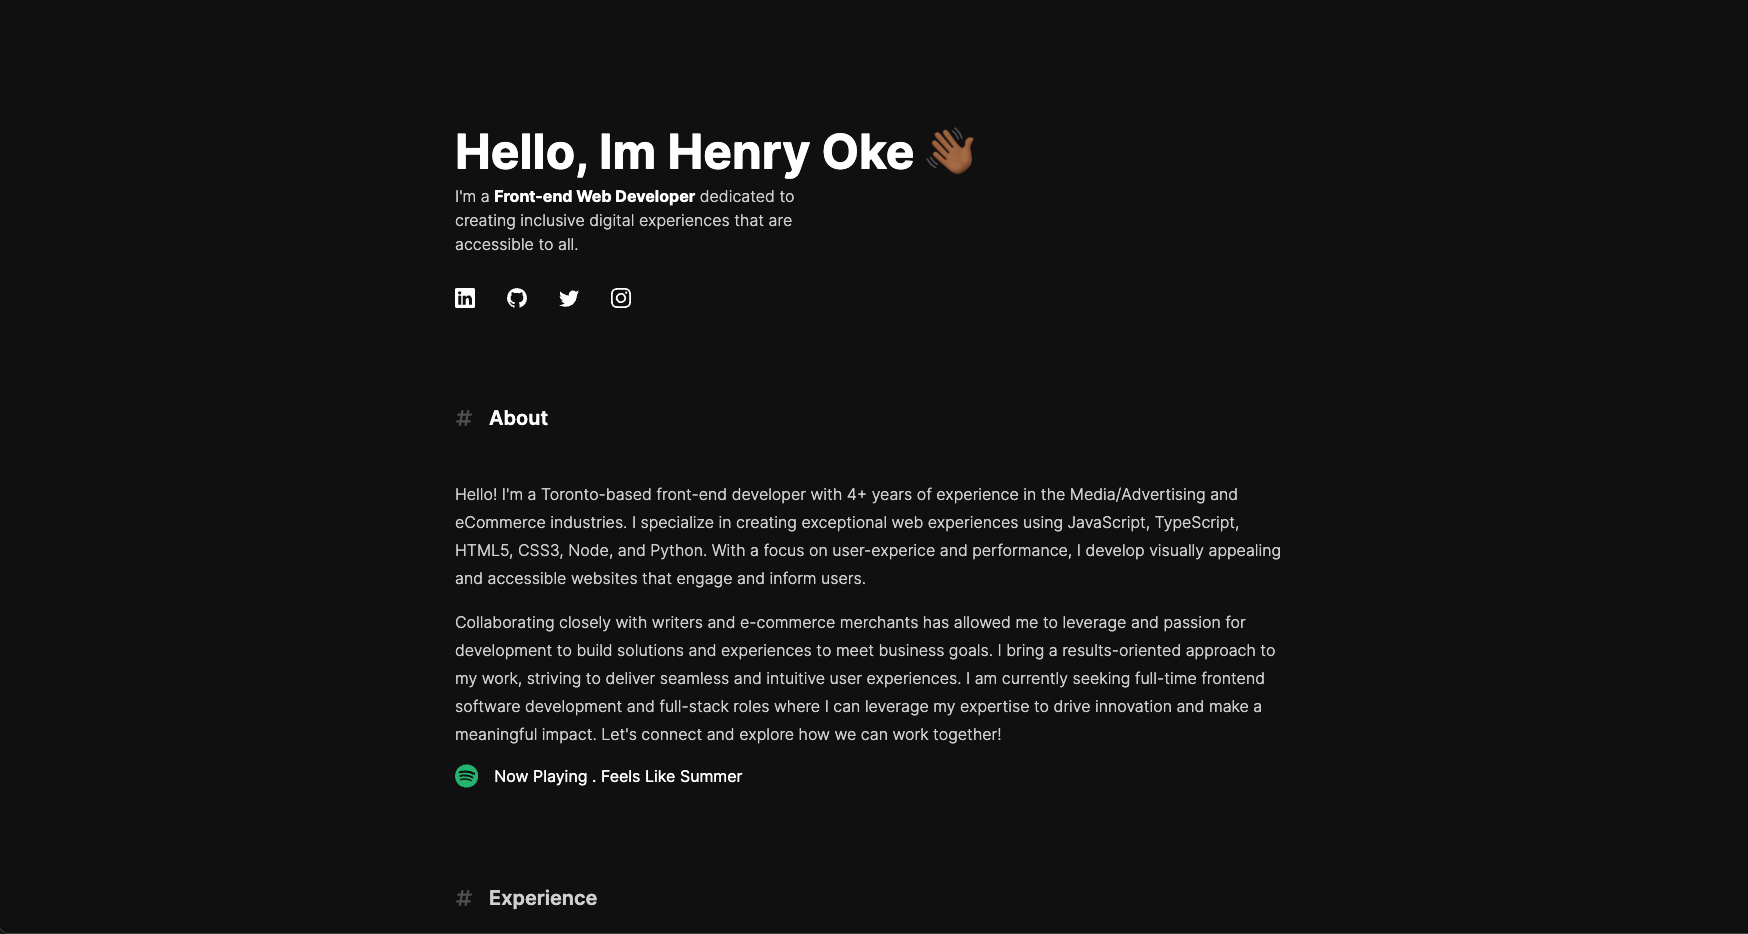 Hello, Im Henry Oke 👋🏾
I'm a Front-end Web Developer dedicated to
creating inclusive digital experiences that are
accessible to all.
# About
Hello! I'm a Toronto-based front-end developer with 4+ years of experience in the Media/Advertising and
eCommerce industries. I specialize in creating exceptional web experiences using JavaScript, TypeScript,
HTML5, CSS3, Node, and Python. With a focus on user-experice and performance, I develop visually appealing
and accessible websites that engage and inform users.
Collaborating closely with writers and e-commerce merchants has allowed me to leverage and passion for
development to build solutions and experiences to meet business goals. I bring a results-oriented approach to
my work, striving to deliver seamless and intuitive user experiences. I am currently seeking full-time frontend
software development and full-stack roles where I can leverage my expertise to drive innovation and make a
meaningful impact. Let's connect and explore how we can work together!
Now Playing . Feels Like Summer
# Experience